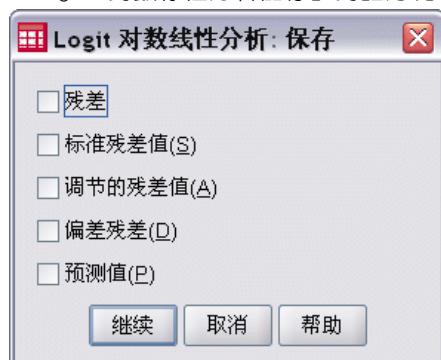 Logit 对数线性分析: 保存
残差
标准残差值(S)
调节的残差值(A)
偏差残差(D)
预测值(P)
继续 取消 帮助